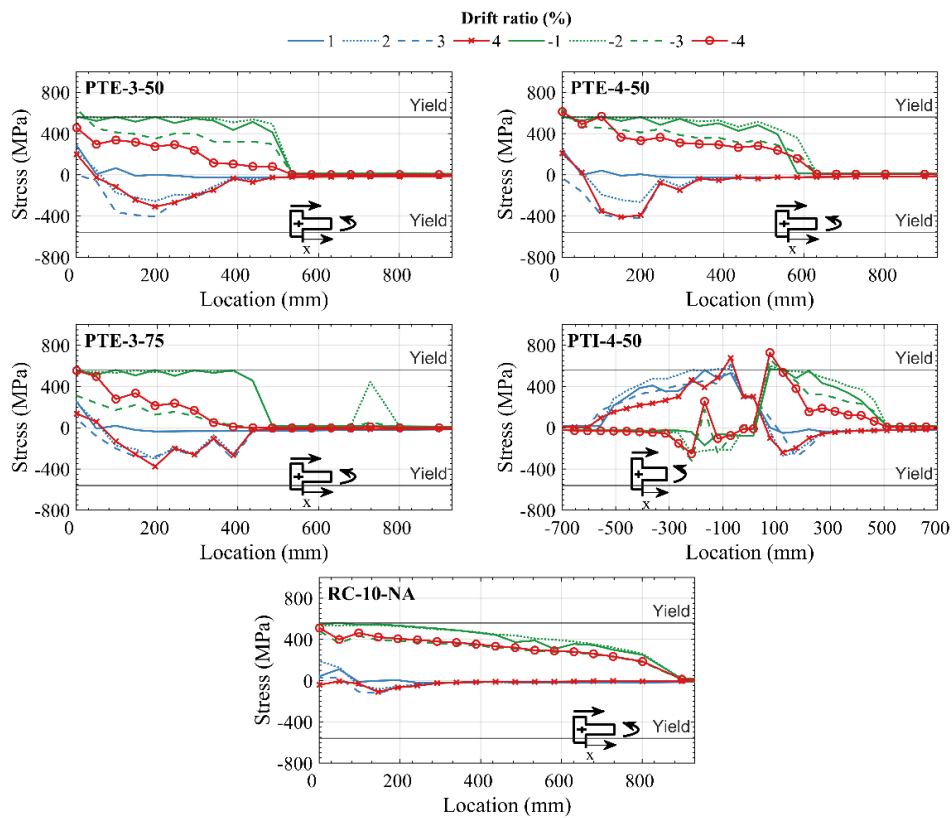 Drift ratio (%)
1 2 3 4 -1 -2 -3 -4
PTE-3-50
Yield
Yield
x
800
400
0
-400
-800
Stress (MPa)
0 200 400 600 800
Location (mm)
PTE-4-50
Yield
Yield
x
800
400
0
-400
-800
Stress (MPa)
0 200 400 600 800
Location (mm)
PTE-3-75
Yield
Yield
x
800
400
0
-400
-800
Stress (MPa)
0 200 400 600 800
Location (mm)
PTI-4-50
Yield
Yield
x
800
400
0
-400
-800
Stress (MPa)
-700 -500 -300 -100 100 300 500 700
Location (mm)
RC-10-NA
Yield
Yield
x
800
400
0
-400
-800
Stress (MPa)
0 200 400 600 800
Location (mm)